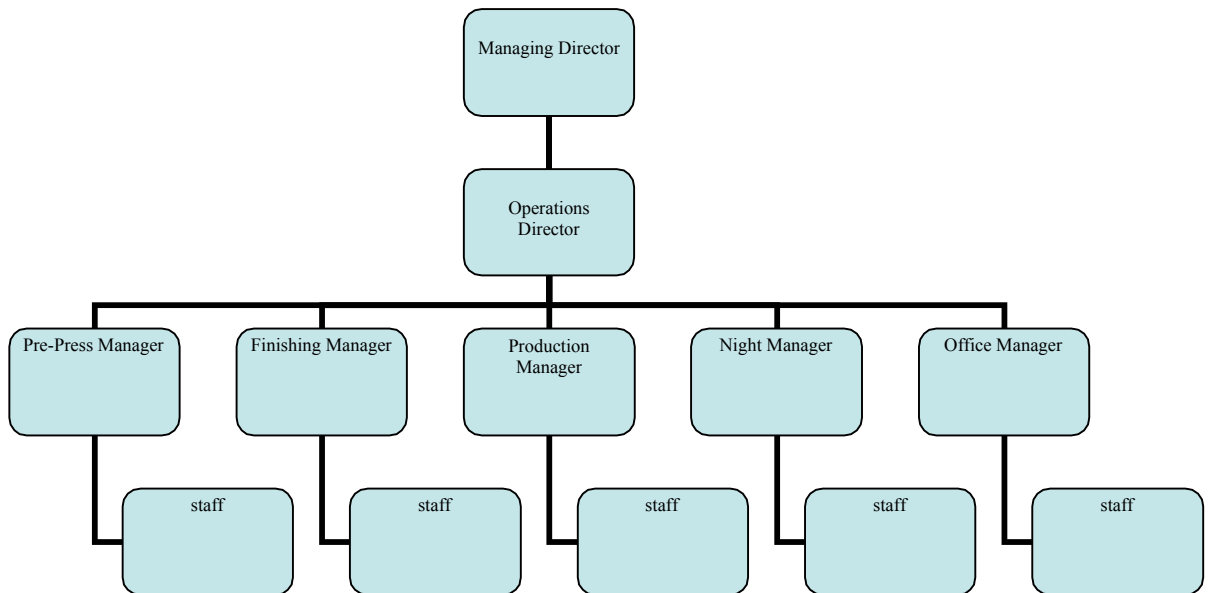 Managing Director
Operations
Director
Pre-Press Manager
Finishing Manager
Production
Manager
Night Manager
Office Manager
staff
staff
staff
staff
staff